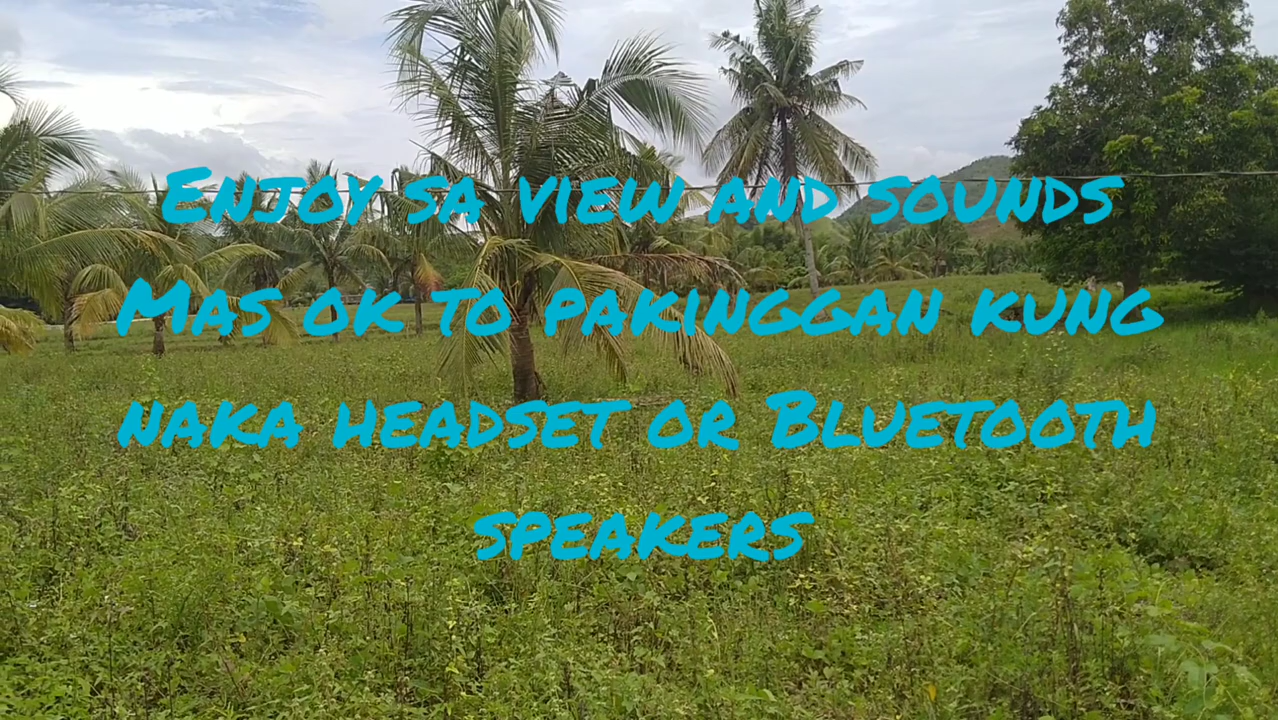 Enjoy sa view and sounds
Mas ok to pakinggan kung
naka headset or Bluetooth
speakers